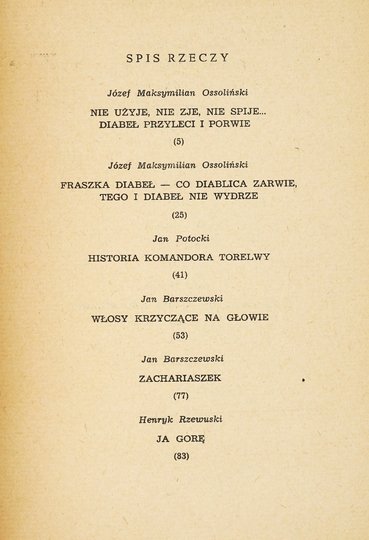 SPIS RZECZY
Józef Maksymilian Ossoliński
NIE UŻYJE, NIE ZJE, NIE SPIJE...
DIABEŁ PRZYLECI I PORWIE
(5)
Józef Maksymilian Ossoliński
FRASZKA DIABEŁ — CO DIABLICA ZARWIE,
TEGO I DIABEŁ NIE WYDRZE
(25)
Jan Potocki
HISTORIA KOMANDORA TORELWY
(41)
Jan Barszczewski
WŁOSY KRZYCZĄCE NA GŁOWIE
(53)
Jan Barszczewski
ZACHARIASZEK
(77)
Henryk Rzewuski
JA GORĘ
(83)